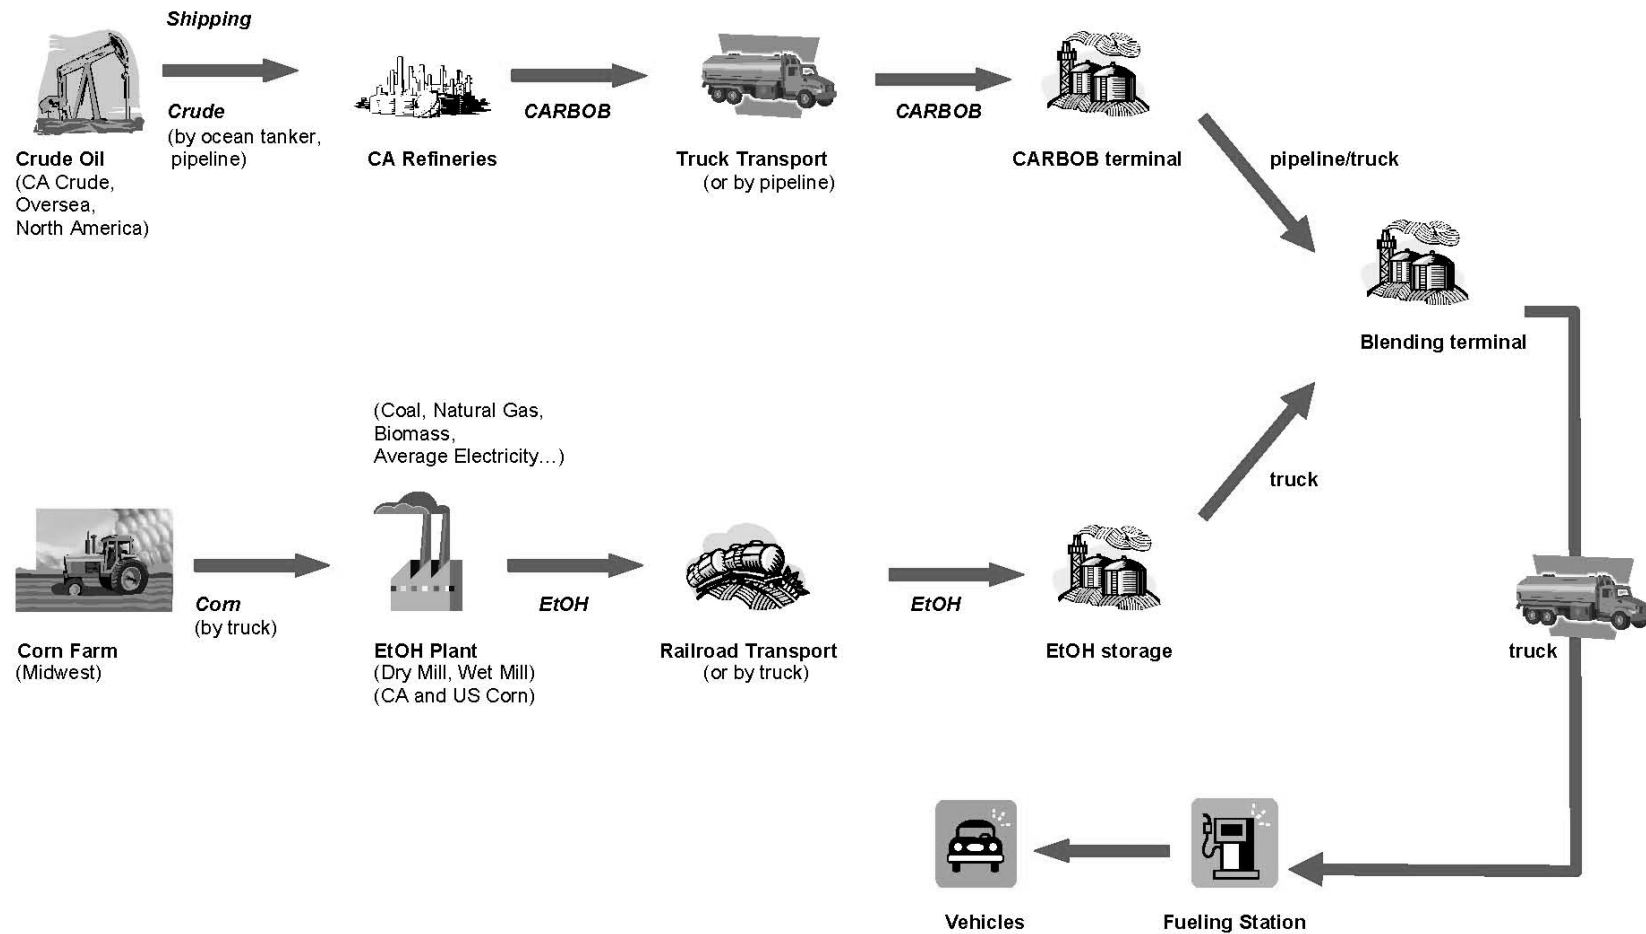 Shipping
Crude
(by ocean tanker,
pipeline)
CARBOB
CARBOB
Crude Oil
(CA Crude,
Oversea,
North America)
CA Refineries
Truck Transport
(or by pipeline)
CARBOB terminal
pipeline/truck
Blending terminal
(Coal, Natural Gas,
Biomass,
Average Electricity…)
truck
Corn
(by truck)
EtOH
EtOH
Corn Farm
(Midwest)
EtOH Plant
(Dry Mill, Wet Mill)
(CA and US Corn)
Railroad Transport
(or by truck)
EtOH storage
truck
Vehicles
Fueling Station